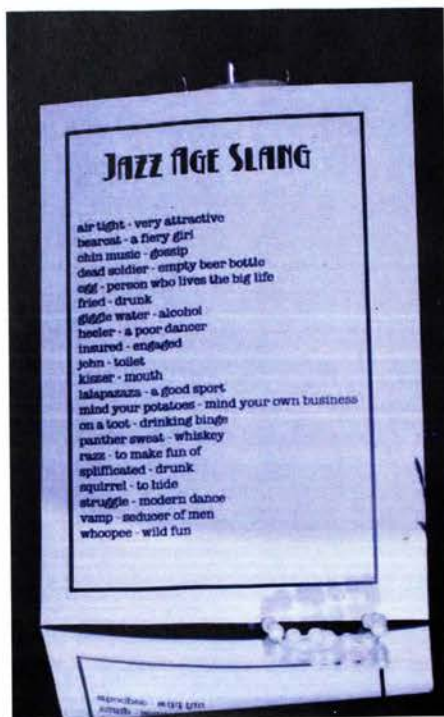 JAZZ AGE SLANG
air tight - very attractive
bearcat - a fiery girl
chin music - gossip
dead soldier - empty beer bottle
egg - person who lives the big life
fried - drunk
giggle water - alcohol
heeler - a poor dancer
insured - engaged
john - toilet
kisser - mouth
lalapazaza - a good sport
mind your potatoes - mind your own business
on a toot - drinking binge
panther sweat - whiskey
razz - to make fun of
splifficated - drunk
squirrel - to hide
struggle - modern dance
vamp - seducer of men
whoopee - wild fun